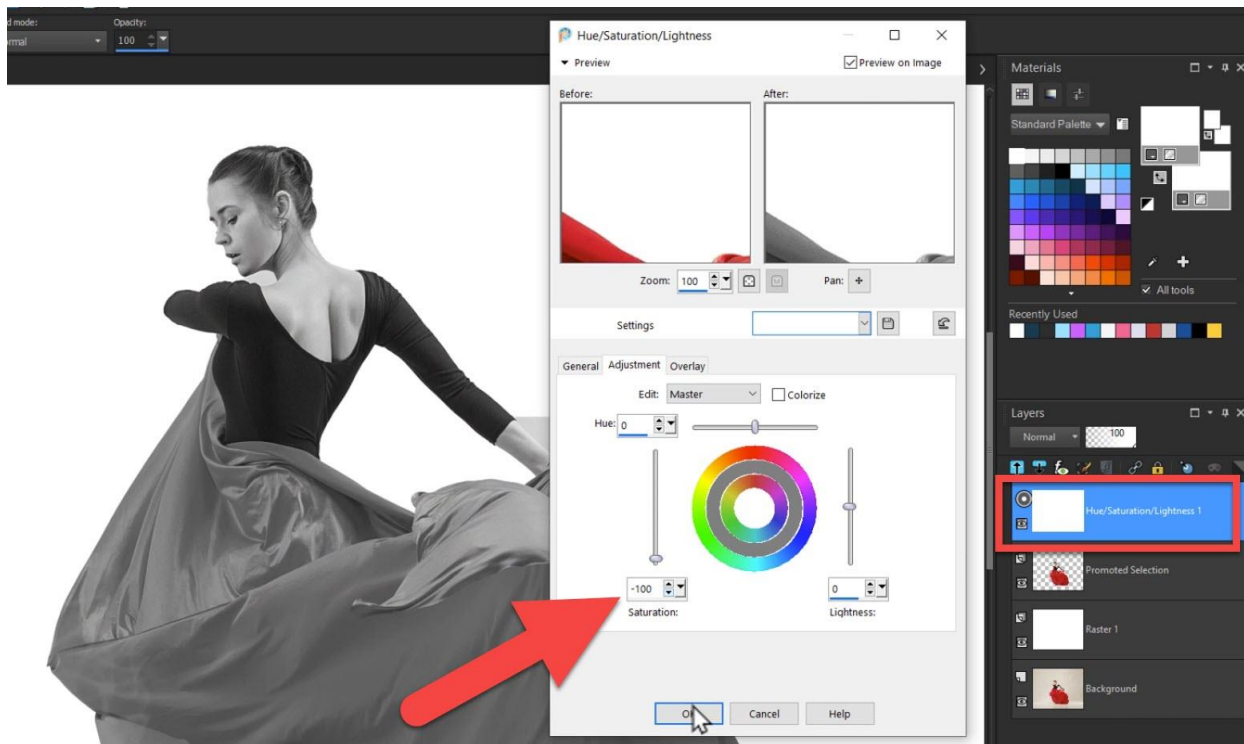 d mode:
Opacity:
ormal
100
Hue/Saturation/Lightness
Preview
Preview on Image
Before:
After:
Zoom: 100
Pan:
Settings
General Adjustment Overlay
Edit: Master
Colorize
Hue: 0
-100
0
Saturation:
Lightness:
Cancel
Help
Materials
Standard Palette
All tools
Recently Used
Layers
Normal
100
Hue/Saturation/Lightness 1
Promoted Selection
Raster 1
Background